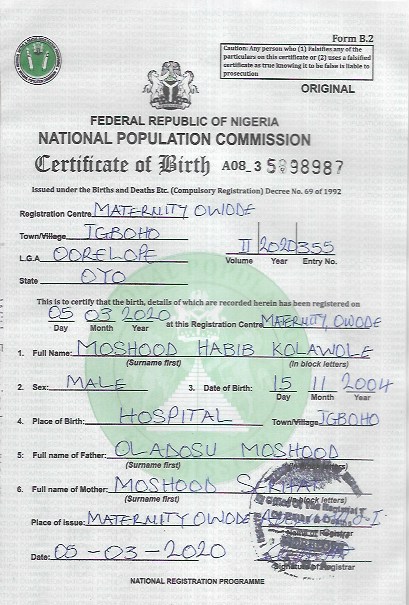 Form B.2
Caution: Any person who (1) Falsifies any of the
particulars on this certificate or (2) uses a falsified
certificate as true knowing it to be false is liable to
prosecution
ORIGINAL
FEDERAL REPUBLIC OF NIGERIA
NATIONAL POPULATION COMMISSION
Certificate of Birth A08_3 5898987
Issued under the Births and Deaths Etc. (Compulsory Registration) Decree No. 69 of 1992
Registration Centre MATERNITY OWODE
Town/Village IGBOHO
L.G.A OORELOPE
II 2020 355
Volume Year Entry No.
State OYO
This is to certify that the birth, details of which are recorded herein has been registered on
05 03 2020 at this Registration Centre MATERNITY, OWODE
Day Month Year
1. Full Name: MOSHOOD HABIB KOLAWOLE
(Surname first) (In block letters)
2. Sex: MALE 3. Date of Birth: 15 11 2004
Day Month Year
4. Place of Birth: HOSPITAL Town/Village IGBOHO
5: Full name of Father: OLADOSU MOSHOOD
(Surname first) (In block letters)
6. Full name of Mother: MOSHOOD
(Surname first) (In block letters)
Place of Issue: MATERNITY OWODE
Name of Registrar
Date: 05-03-2020
Signature of Registrar
NATIONAL REGISTRATION PROGRAMME